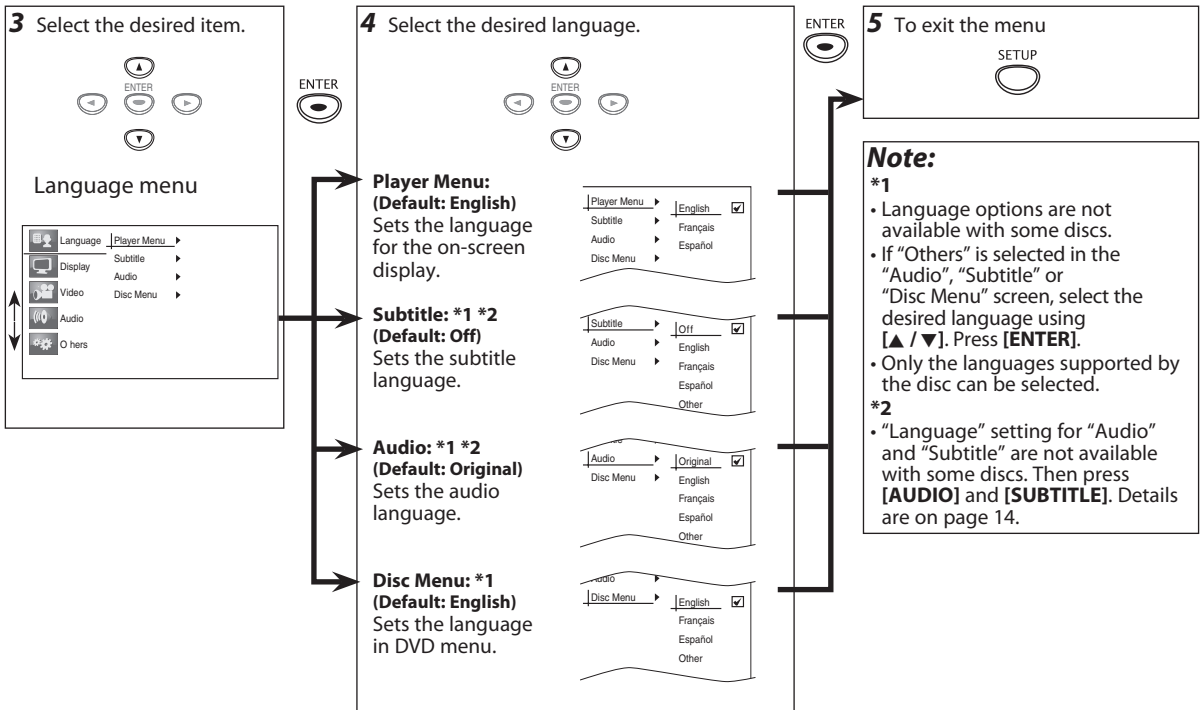 3 Select the desired item.
ENTER
Language menu
Language Player Menu
Display Subtitle
Video Audio
Audio Disc Menu
O hers
ENTER
4 Select the desired language.
ENTER
Player Menu:
(Default: English)
Sets the language
for the on-screen
display.
Player Menu English
Subtitle Français
Audio Español
Disc Menu
Subtitle: *1 *2
(Default: Off)
Sets the subtitle
language.
Subtitle Off
Audio English
Disc Menu Français
Español
Other
Audio: *1 *2
(Default: Original)
Sets the audio
language.
Audio Original
Disc Menu English
Français
Español
Other
Disc Menu: *1
(Default: English)
Sets the language
in DVD menu.
Audio
Disc Menu English
Français
Español
Other
ENTER
5 To exit the menu
SETUP
Note:
*1
• Language options are not
available with some discs.
• If “Others” is selected in the
“Audio”, “Subtitle” or
“Disc Menu” screen, select the
desired language using
[▲ / ▼]. Press [ENTER].
• Only the languages supported by
the disc can be selected.
*2
• “Language” setting for “Audio”
and “Subtitle” are not available
with some discs. Then press
[AUDIO] and [SUBTITLE]. Details
are on page 14.